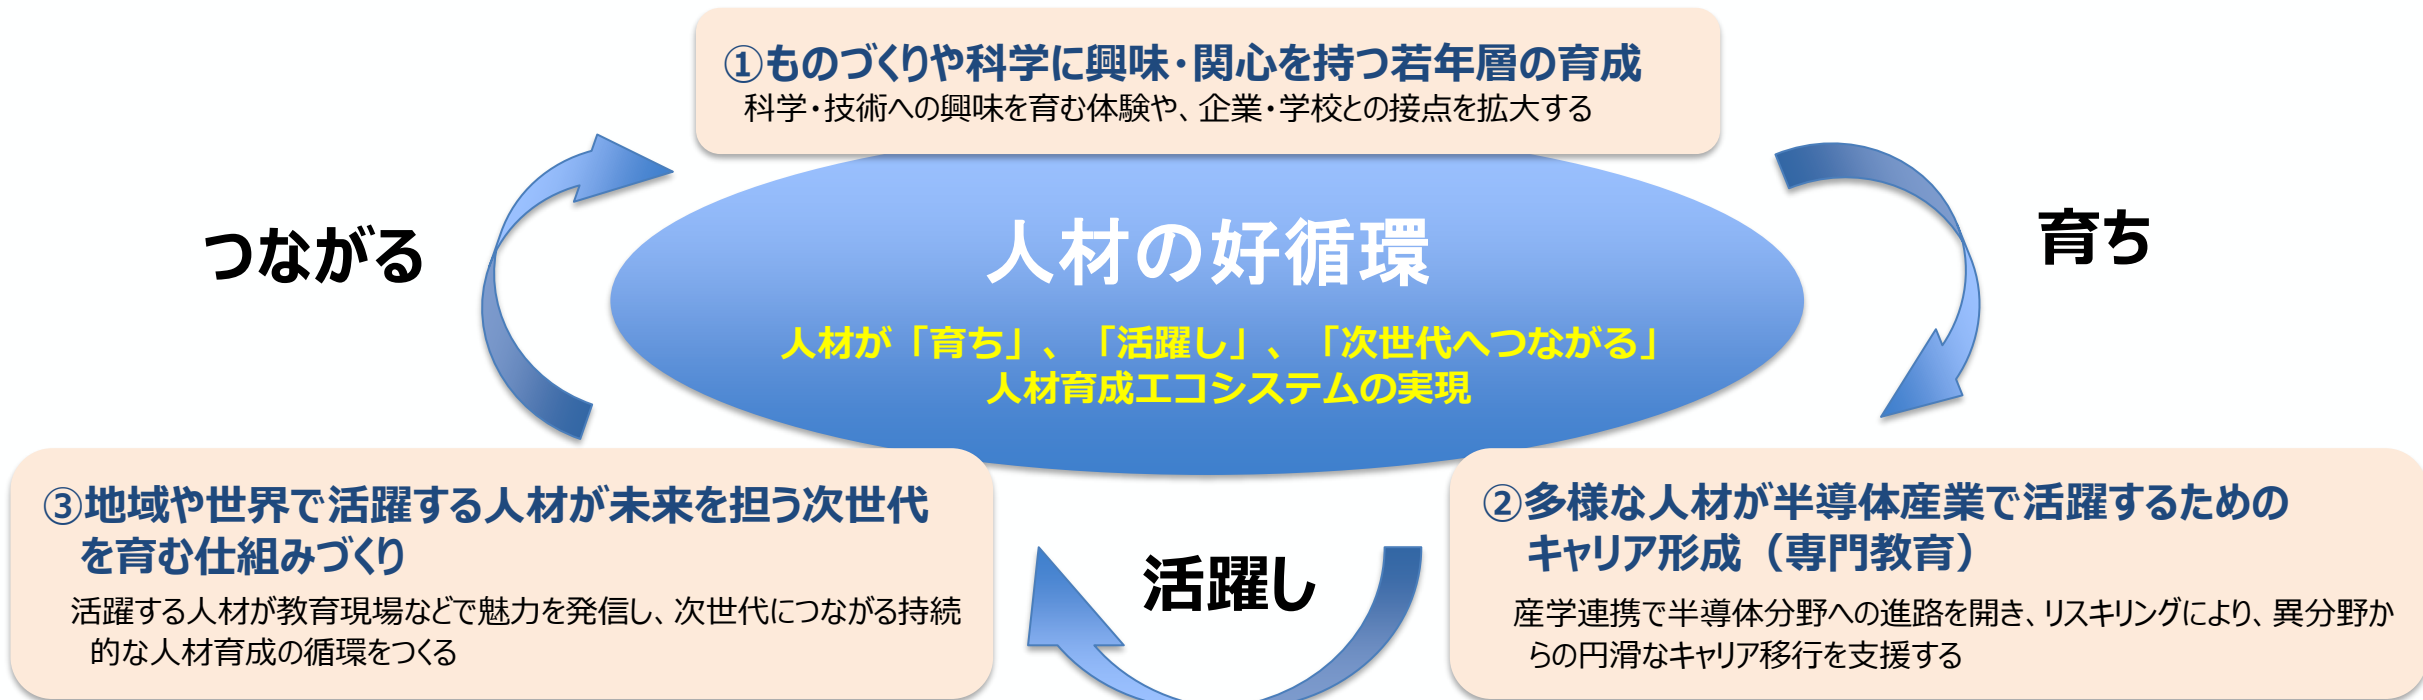 ①ものづくりや科学に興味・関心を持つ若年層の育成
科学・技術への興味を育む体験や、企業・学校との接点を拡大する
つながる
育ち
人材の好循環
人材が「育ち」、「活躍し」、「次世代へつながる」
人材育成エコシステムの実現
③地域や世界で活躍する人材が未来を担う次世代
を育む仕組みづくり
活躍する人材が教育現場などで魅力を発信し、次世代につながる持続
的な人材育成の循環をつくる
活躍し
②多様な人材が半導体産業で活躍するための
キャリア形成（専門教育）
産学連携で半導体分野への進路を開き、リスキリングにより、異分野か
らの円滑なキャリア移行を支援する